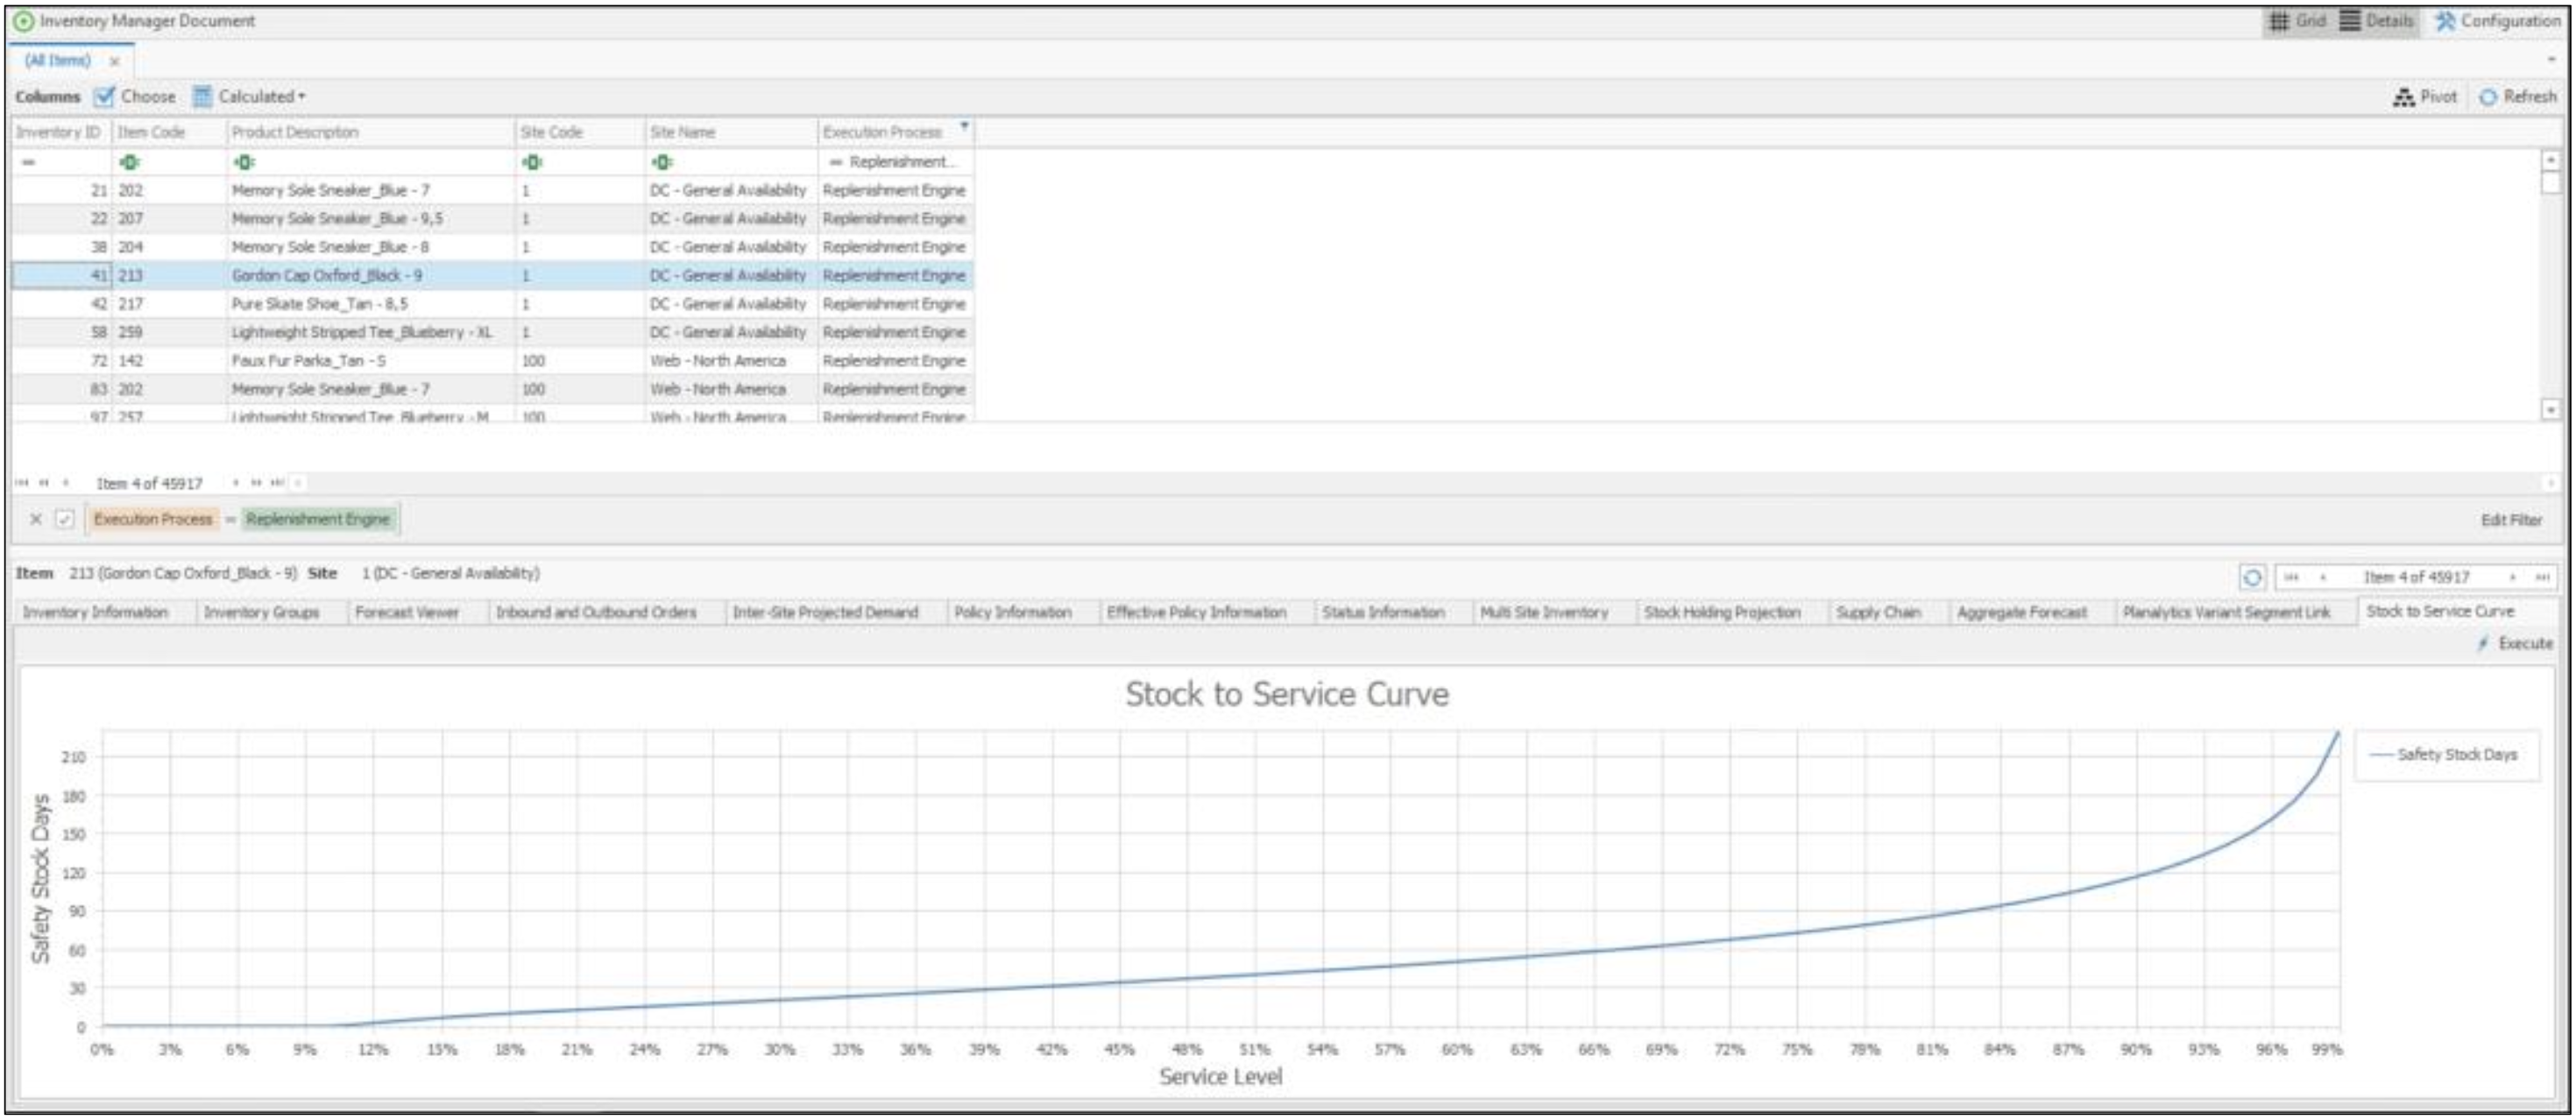 Inventory Manager Document Grid Details Configuration
(All Items)
Columns Choose Calculated Pivot Refresh
Inventory ID Item Code Product Description Site Code Site Name Execution Process
= = Replenishment...
21 202 Memory Sole Sneaker_Blue - 7 1 DC - General Availability Replenishment Engine
22 207 Memory Sole Sneaker_Blue - 9,5 1 DC - General Availability Replenishment Engine
38 204 Memory Sole Sneaker_Blue - 8 1 DC - General Availability Replenishment Engine
41 213 Gordon Cap Oxford_Black - 9 1 DC - General Availability Replenishment Engine
42 217 Pure Skate Shoe_Tan - 8,5 1 DC - General Availability Replenishment Engine
58 259 Lightweight Stripped Tee_Blueberry - XL 1 DC - General Availability Replenishment Engine
72 142 Faux Fur Parka_Tan - S 100 Web - North America Replenishment Engine
83 202 Memory Sole Sneaker_Blue - 7 100 Web - North America Replenishment Engine
97 257 Lightweight Stripped Tee_Blueberry - M 100 Web - North America Replenishment Engine
Item 4 of 45917
Execution Process = Replenishment Engine Edit Filter
Item 213 (Gordon Cap Oxford_Black - 9) Site 1 (DC - General Availability) Item 4 of 45917
Inventory Information Inventory Groups Forecast Viewer Inbound and Outbound Orders Inter-Site Projected Demand Policy Information Effective Policy Information Status Information Multi Site Inventory Stock Holding Projection Supply Chain Aggregate Forecast Planalytics Variant Segment Link Stock to Service Curve
Execute
Stock to Service Curve
Safety Stock Days
210
180
150
120
90
60
30
0
Safety Stock Days
0% 3% 6% 9% 12% 15% 18% 21% 24% 27% 30% 33% 36% 39% 42% 45% 48% 51% 54% 57% 60% 63% 66% 69% 72% 75% 78% 81% 84% 87% 90% 93% 96% 99%
Service Level